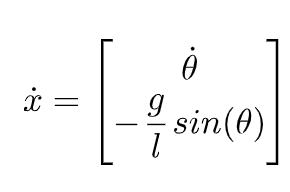 ẋ = [ θ̇
-g/l sin(θ) ]